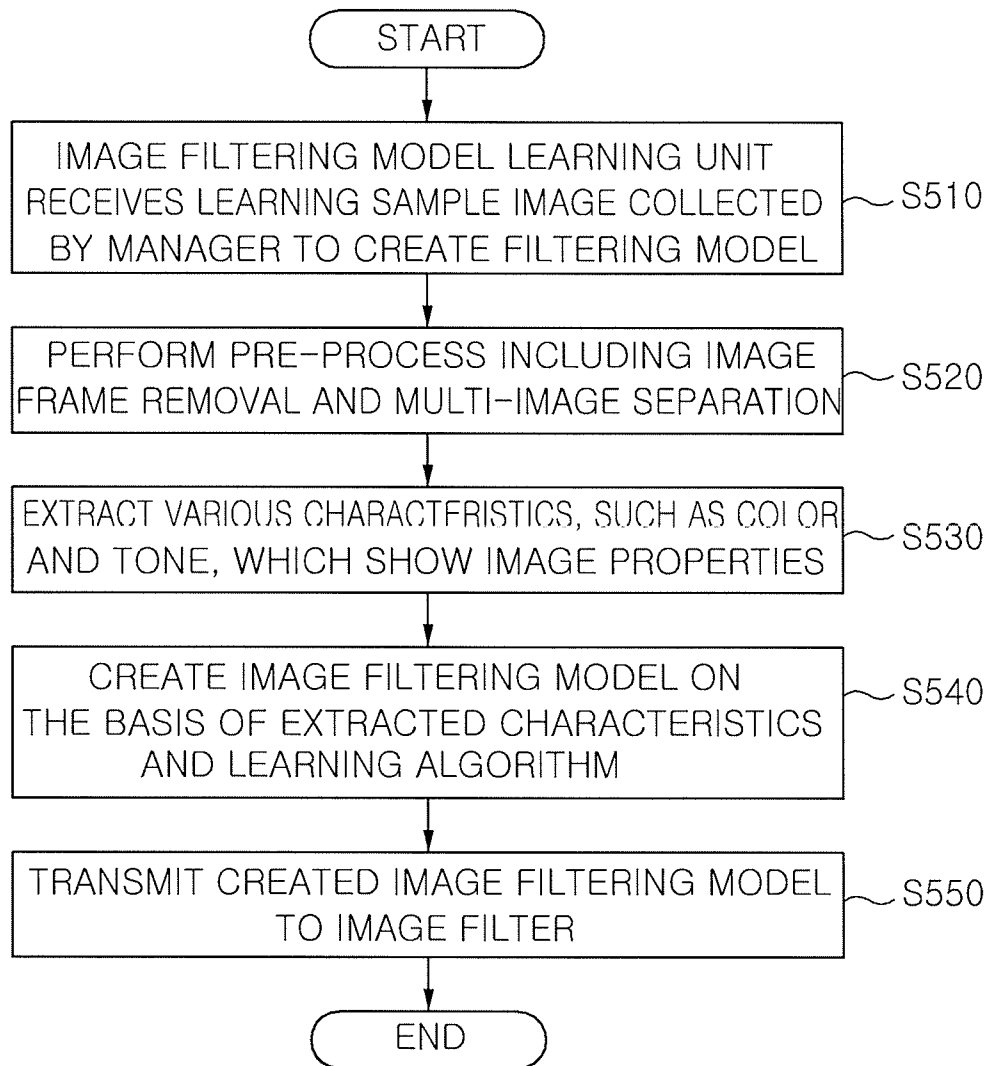 START
IMAGE FILTERING MODEL LEARNING UNIT
RECEIVES LEARNING SAMPLE IMAGE COLLECTED
BY MANAGER TO CREATE FILTERING MODEL
S510
PERFORM PRE-PROCESS INCLUDING IMAGE
FRAME REMOVAL AND MULTI-IMAGE SEPARATION
S520
EXTRACT VARIOUS CHARACTERISTICS, SUCH AS COLOR
AND TONE, WHICH SHOW IMAGE PROPERTIES
S530
CREATE IMAGE FILTERING MODEL ON
THE BASIS OF EXTRACTED CHARACTERISTICS
AND LEARNING ALGORITHM
S540
TRANSMIT CREATED IMAGE FILTERING MODEL
TO IMAGE FILTER
S550
END